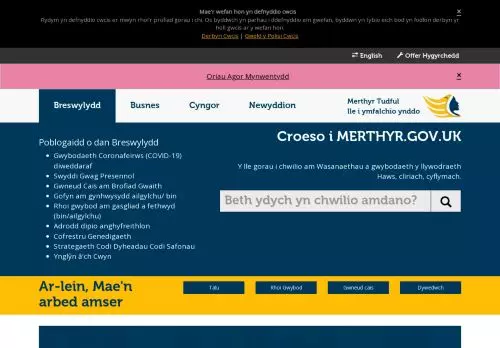 Mae'r wefan hon yn defnyddio cwcis
Rydym yn defnyddio cwcis er mwyn rhoi'r profiad gorau i chi. Os byddwch yn parhau i ddefnyddio ein gwefan, byddwn yn tybio eich bod yn fodlon derbyn yr
holl gwcis ar y wefan hon.
Derbyn Cwcis | Gweld y Polisi Cwcis
x
English
Offer Hygyrchedd
Oriau Agor Mynwentydd
x
Breswylydd
Busnes
Cyngor
Newyddion
Merthyr Tudful
lle i ymfalchïo ynddo
Poblogaidd o dan Breswylydd
• Gwybodaeth Coronafeirws (COVID-19)
diweddaraf
• Swyddi Gwag Presennol
• Gwneud Cais am Brofiad Gwaith
• Gofyn am gynhwysydd ailgylchu/ bin
• Rhoi gwybod am gasgliad a fethwyd
(bin/ailgylchu)
• Adrodd dipio anghyfreithlon
• Cofrestru Genedigaeth
• Strategaeth Codi Dyheadau Codi Safonau
• Ynglŷn â'ch Cwyn
Croeso i MERTHYR.GOV.UK
Y lle gorau i chwilio am Wasanaethau a gwybodaeth y llywodraeth
Haws, cliriach, cyflymach.
Beth ydych yn chwilio amdano?
Ar-lein, Mae'n
arbed amser
Talu
Rhoi Gwybod
Gwneud cais
Dywedwch